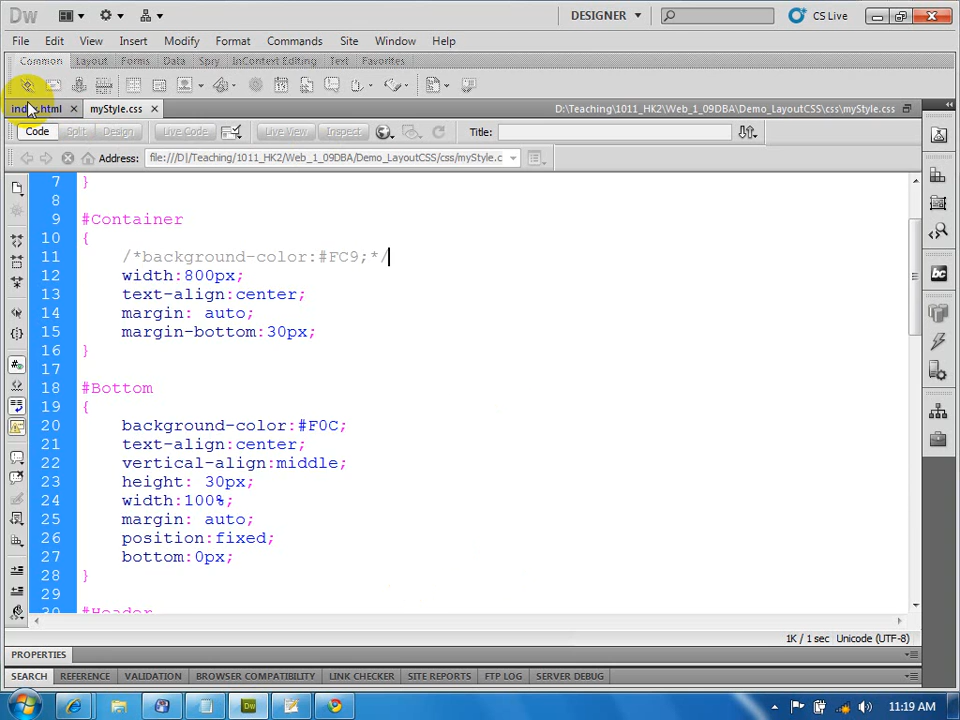 Dw DESIGNER CS Live
File Edit View Insert Modify Format Commands Site Window Help
Common Layout Forms Data Spry InContext Editing Text Favorites
index.html myStyle.css D:\Teaching\1011_HK2\Web_1_09DBA\Demo_LayoutCSS\css\myStyle.css
Code Split Design Live Code Live View Inspect Title:
Address: file:///D|/Teaching/1011_HK2/Web_1_09DBA/Demo_LayoutCSS/css/myStyle.c
7 }
8
9 #Container
10 {
11 /*background-color:#FC9;*/
12 width:800px;
13 text-align:center;
14 margin: auto;
15 margin-bottom:30px;
16 }
17
18 #Bottom
19 {
20 background-color:#F0C;
21 text-align:center;
22 vertical-align:middle;
23 height: 30px;
24 width:100%;
25 margin: auto;
26 position:fixed;
27 bottom:0px;
28 }
29
30 #Header
1K / 1 sec Unicode (UTF-8)
PROPERTIES
SEARCH REFERENCE VALIDATION BROWSER COMPATIBILITY LINK CHECKER SITE REPORTS FTP LOG SERVER DEBUG
Dw 11:19 AM